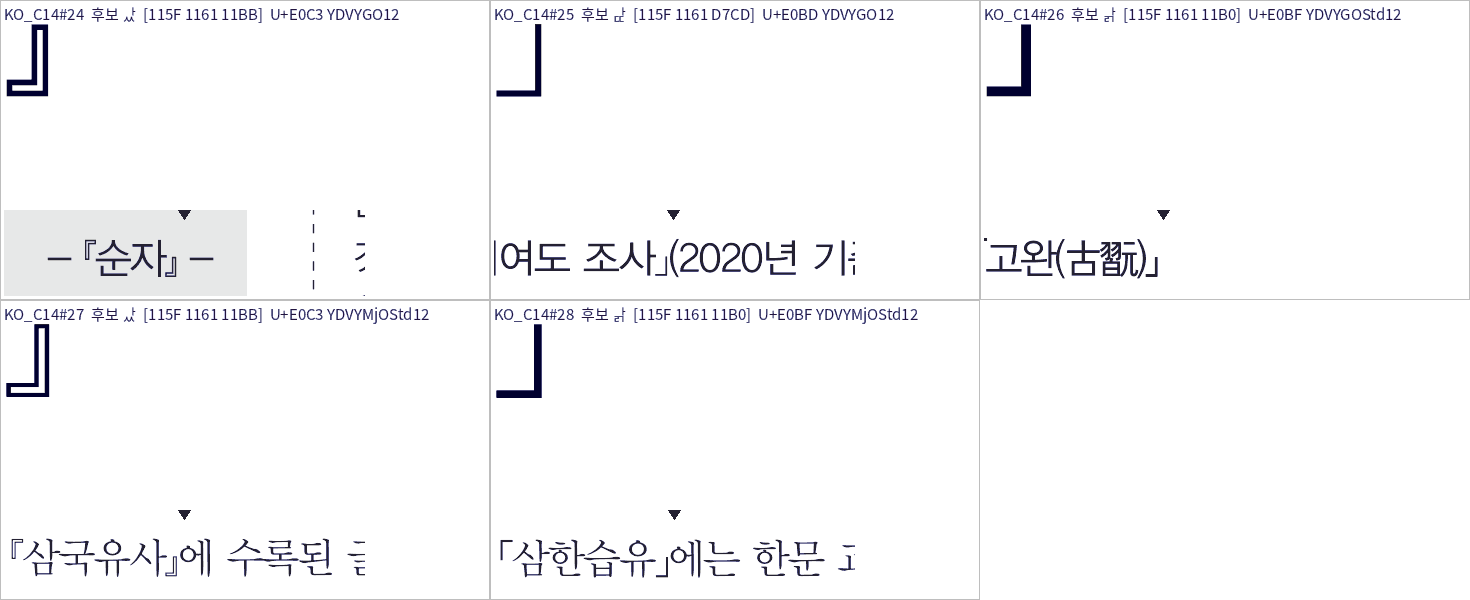 KO_C14#24 후보 ᅟᅡᆻ [115F 1161 11BB] U+E0C3 YDVYGO12
』
– 『순자』 –
KO_C14#25 후보 ᅟᅡퟍ [115F 1161 D7CD] U+E0BD YDVYGO12
」
여도 조사」(2020년 기
KO_C14#26 후보 ᅟᅡᆰ [115F 1161 11B0] U+E0BF YDVYGOStd12
」
고완(古翫)」
KO_C14#27 후보 ᅟᅡᆻ [115F 1161 11BB] U+E0C3 YDVYMjOStd12
』
『삼국유사』에 수록된
KO_C14#28 후보 ᅟᅡᆰ [115F 1161 11B0] U+E0BF YDVYMjOStd12
」
「삼한습유」에는 한문